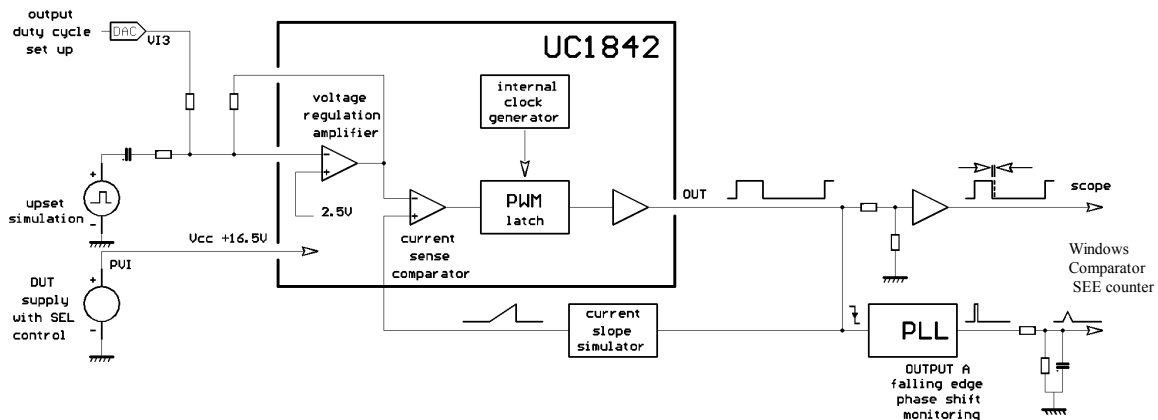 output
duty cycle
set up
DAC
VI3
UC1842
voltage
regulation
amplifier
internal
clock
generator
upset
simulation
2.5V
PWM
latch
OUT
scope
current
sense
comparator
Vcc +16.5V
PVI
DUT
supply
with SEL
control
Windows
Comparator
SEE counter
current
slope
simulator
PLL
OUTPUT A
falling edge
phase shift
monitoring